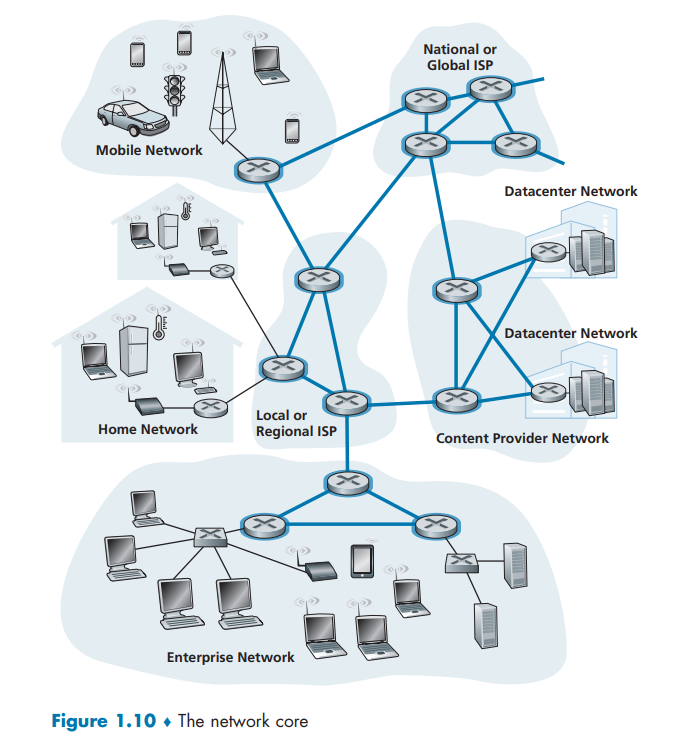 National or
Global ISP
Mobile Network
Datacenter Network
Datacenter Network
Home Network
Local or
Regional ISP
Content Provider Network
Enterprise Network
Figure 1.10 ♦ The network core